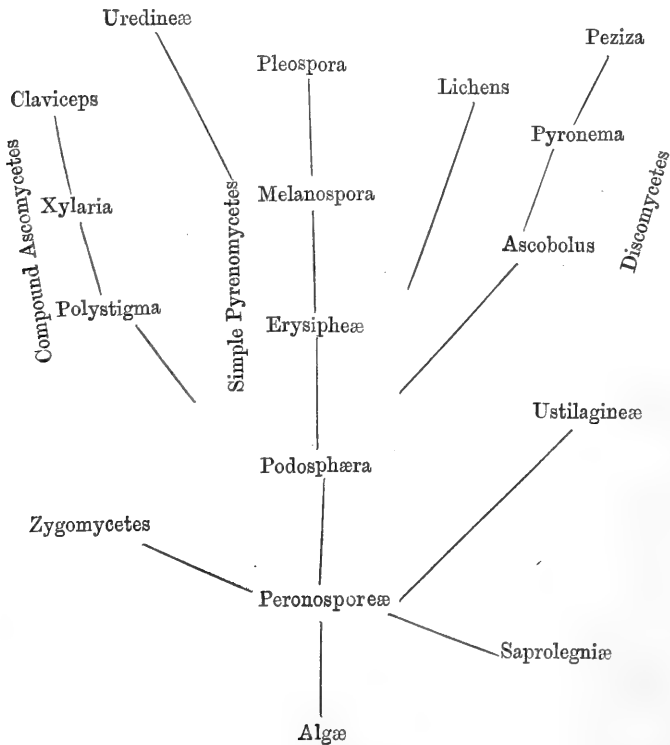 Uredineæ
Peziza
Pleospora
Lichens
Claviceps
Pyronema
Compound Ascomycetes
Simple Pyrenomycetes
Melanospora
Discomycetes
Xylaria
Ascobolus
Polystigma
Erysipheæ
Ustilagineæ
Podosphæra
Zygomycetes
Peronosporeæ
Saprolegniæ
Algæ